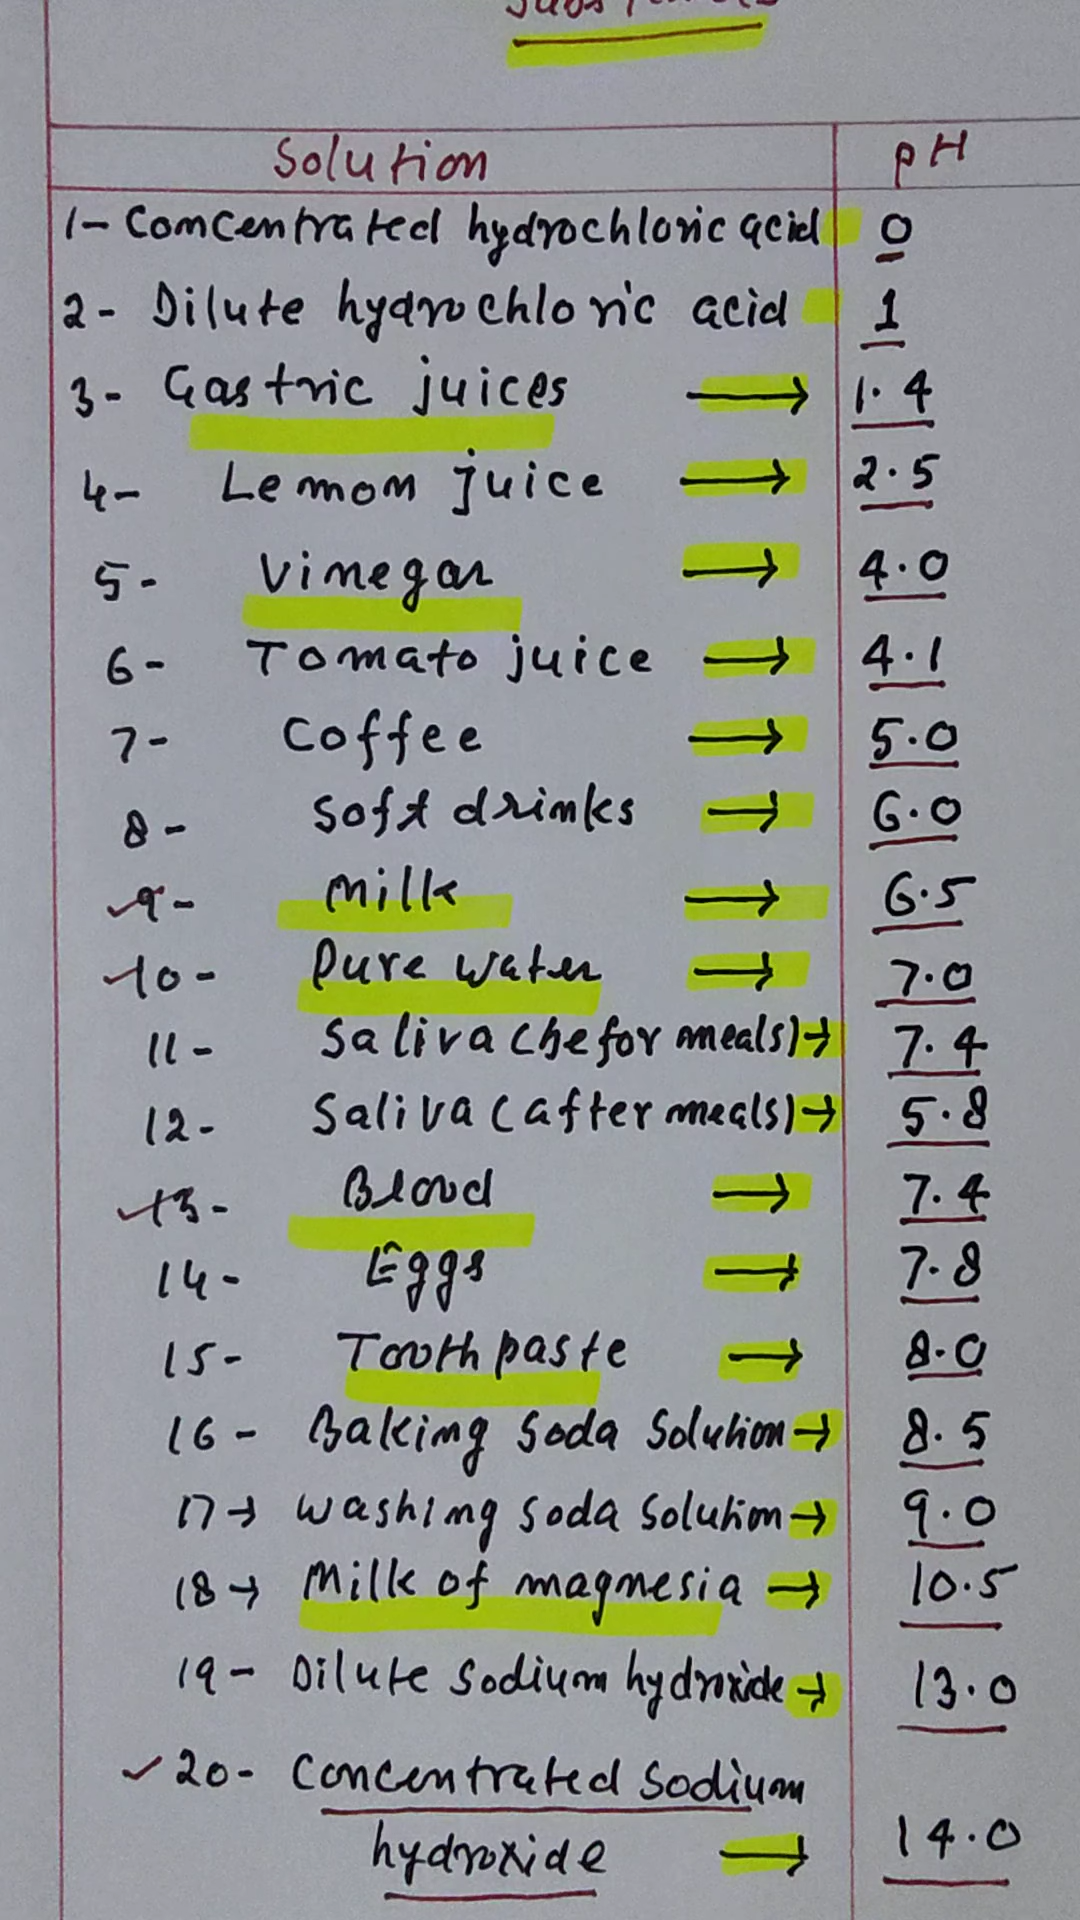 Solution pH
1- Concentrated hydrochloric acid 0
2- Dilute hydrochloric acid 1
3- Gastric juices → 1.4
4- Lemon juice → 2.5
5- Vinegar → 4.0
6- Tomato juice → 4.1
7- Coffee → 5.0
8- Soft drinks → 6.0
9- Milk → 6.5
10- Pure water → 7.0
11- Saliva (befor meals) → 7.4
12- Saliva (after meals) → 5.8
13- Blood → 7.4
14- Eggs → 7.8
15- Toothpaste → 8.0
16- Baking Soda Solution → 8.5
17→ Washing Soda Solution → 9.0
18→ Milk of magnesia → 10.5
19- Dilute Sodium hydroxide → 13.0
20- Concentrated Sodium
hydroxide → 14.0